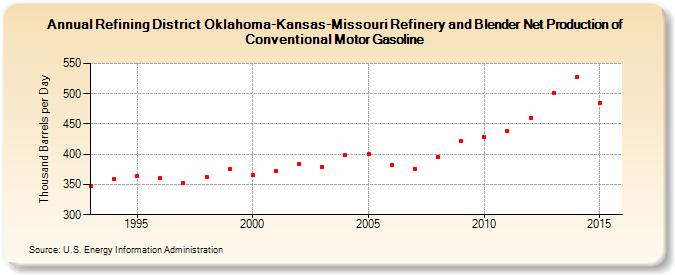 Annual Refining District Oklahoma-Kansas-Missouri Refinery and Blender Net Production of
Conventional Motor Gasoline
Thousand Barrels per Day
550
500
450
400
350
300
1995
2000
2005
2010
2015
Source: U.S. Energy Information Administration